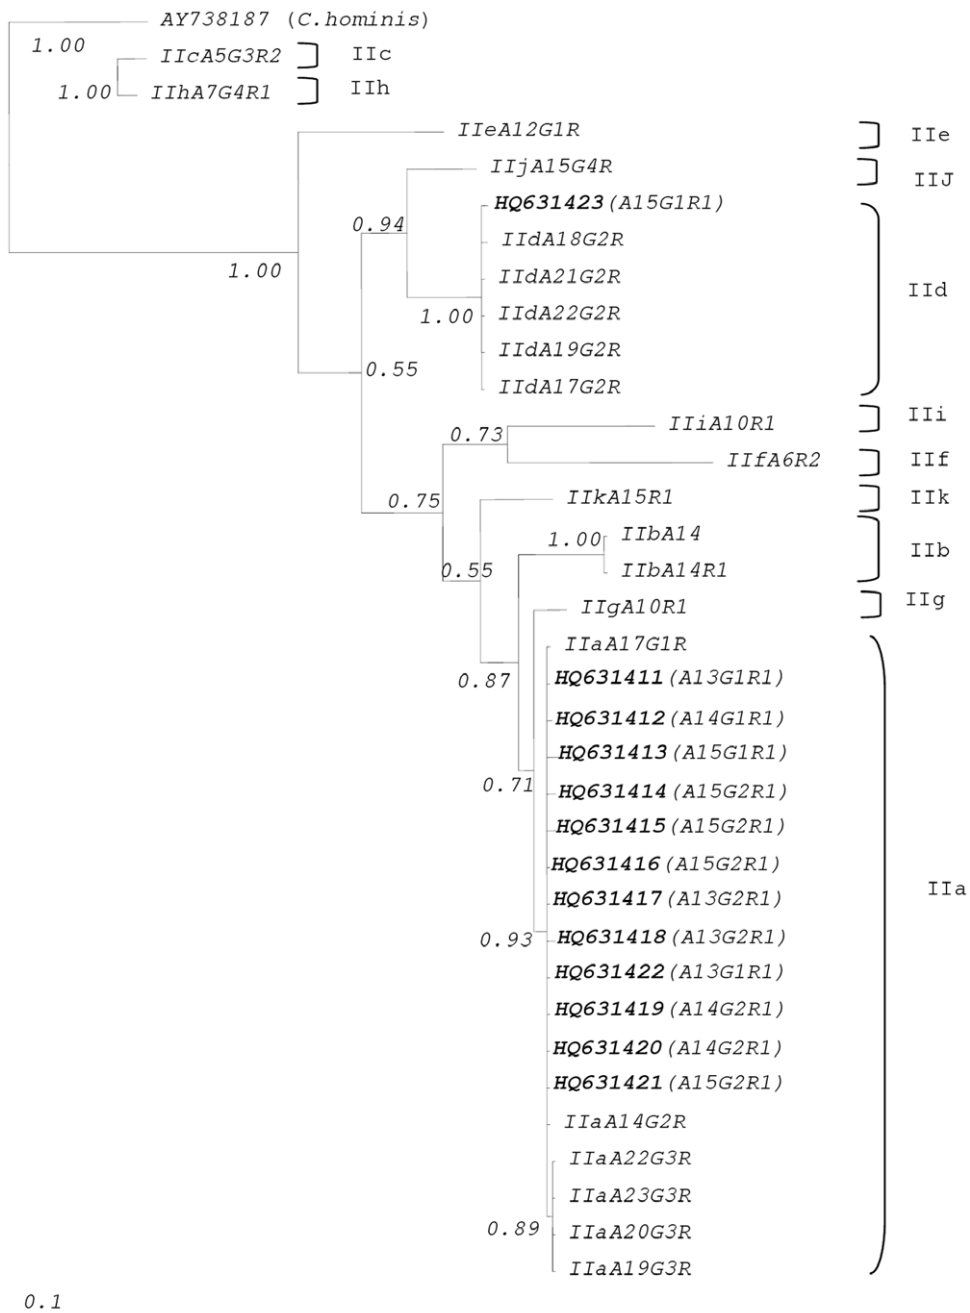 AY738187 (C.hominis)
1.00
IIcA5G3R2 IIc
1.00 IIhA7G4R1 IIh
IIeA12G1R IIe
IIjA15G4R IIJ
HQ631423(A15G1R1)
0.94
IIdA18G2R
1.00
IIdA21G2R
IId
1.00 IIdA22G2R
IIdA19G2R
0.55
IIdA17G2R
IIiA10R1 IIi
0.73
IIfA6R2 IIf
0.75 IIkA15R1 IIk
1.00 IIbA14
IIb
0.55 IIbA14R1
IIgA10R1 IIg
IIaA17G1R
0.87 HQ631411(A13G1R1)
HQ631412(A14G1R1)
HQ631413(A15G1R1)
0.71 HQ631414(A15G2R1)
HQ631415(A15G2R1)
HQ631416(A15G2R1)
IIa
HQ631417(A13G2R1)
0.93 HQ631418(A13G2R1)
HQ631422(A13G1R1)
HQ631419(A14G2R1)
HQ631420(A14G2R1)
HQ631421(A15G2R1)
IIaA14G2R
IIaA22G3R
IIaA23G3R
0.89 IIaA20G3R
IIaA19G3R
0.1